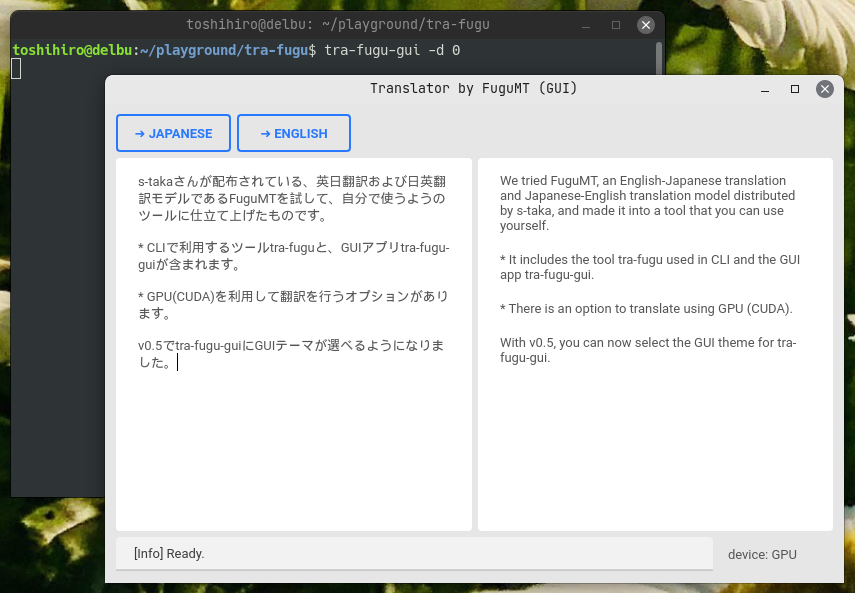 toshihiro@delbu: ~/playground/tra-fugu
toshihiro@delbu:~/playground/tra-fugu$ tra-fugu-gui -d 0
Translator by FuguMT (GUI)
→ JAPANESE
→ ENGLISH
s-takaさんが配布されている、英日翻訳および日英翻
訳モデルであるFuguMTを試して、自分で使うようの
ツールに仕立て上げたものです。
* CLIで利用するツールtra-fuguと、GUIアプリtra-fugu-
guiが含まれます。
* GPU(CUDA)を利用して翻訳を行うオプションがあり
ます。
v0.5でtra-fugu-guiにGUIテーマが選べるようになりま
した。
We tried FuguMT, an English-Japanese translation
and Japanese-English translation model distributed
by s-taka, and made it into a tool that you can use
yourself.
* It includes the tool tra-fugu used in CLI and the GUI
app tra-fugu-gui.
* There is an option to translate using GPU (CUDA).
With v0.5, you can now select the GUI theme for tra-
fugu-gui.
[Info] Ready.
device: GPU